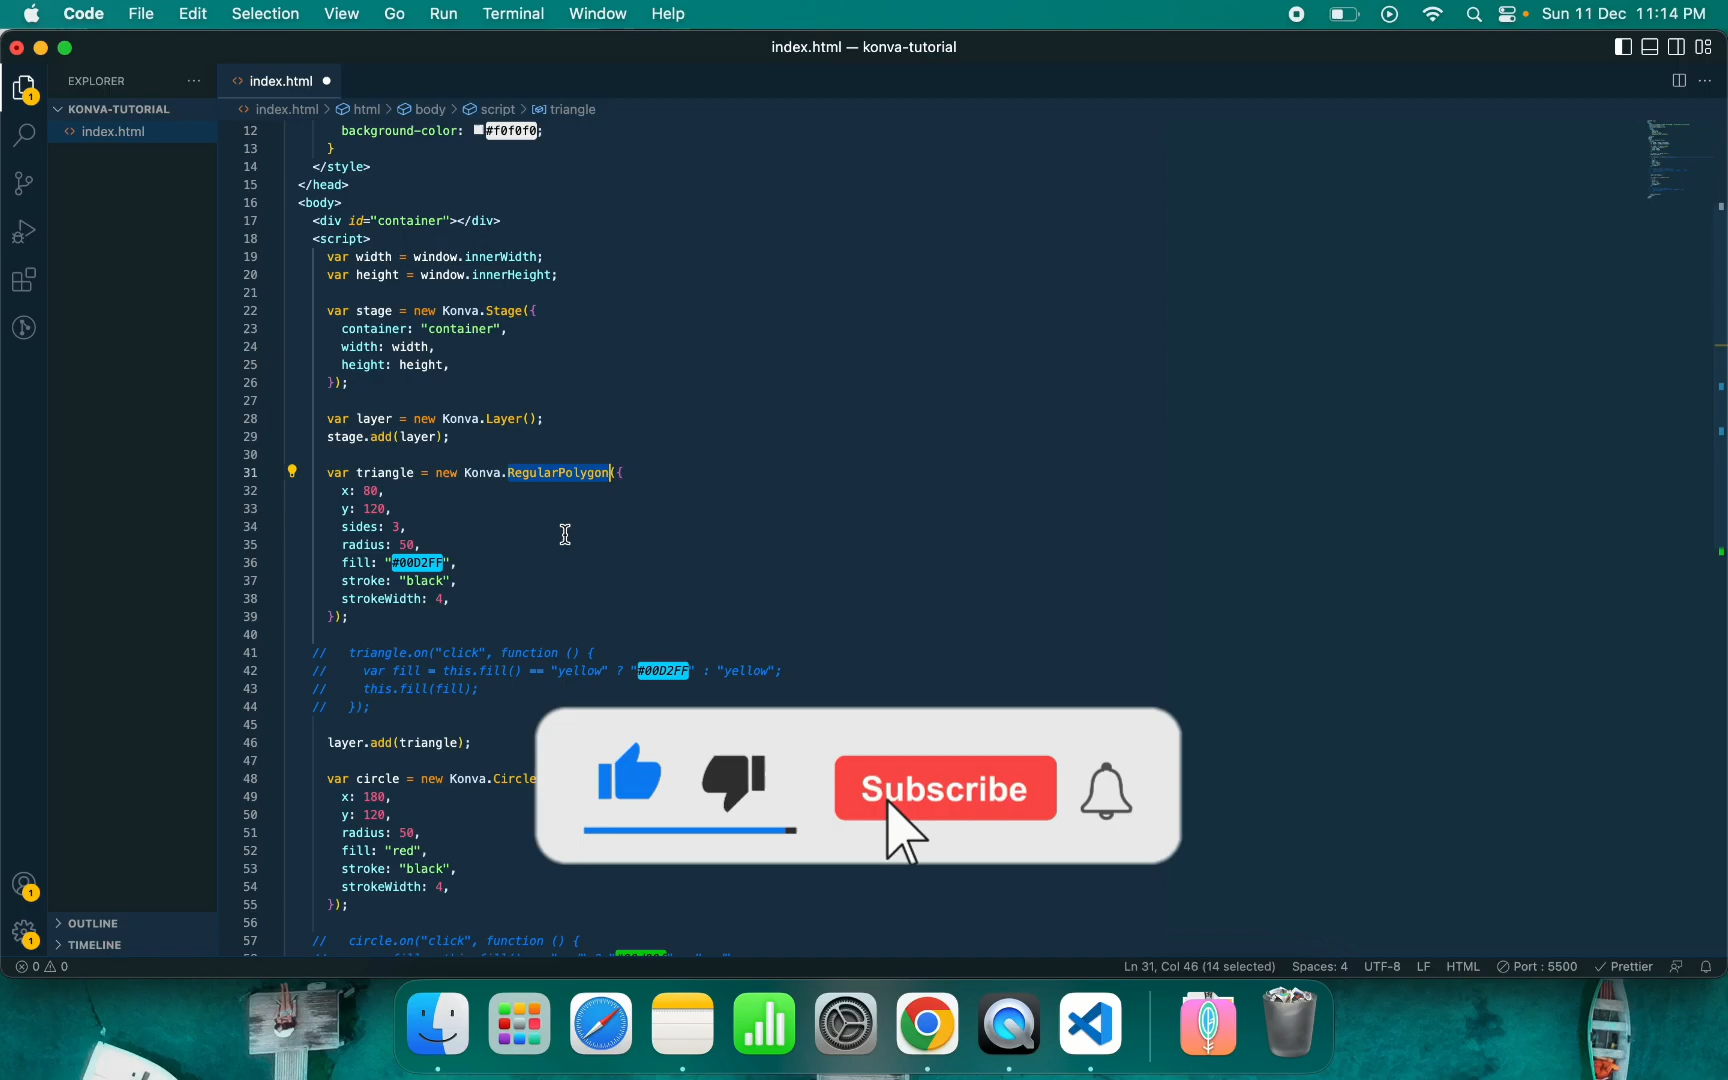 Code File Edit Selection View Go Run Terminal Window Help
Sun 11 Dec 11:14 PM
index.html — konva-tutorial
EXPLORER
index.html
KONVA-TUTORIAL
index.html > html > body > script > triangle
index.html
12 background-color: #f0f0f0;
13 }
14 </style>
15 </head>
16 <body>
17 <div id="container"></div>
18 <script>
19 var width = window.innerWidth;
20 var height = window.innerHeight;
21
22 var stage = new Konva.Stage({
23 container: "container",
24 width: width,
25 height: height,
26 });
27
28 var layer = new Konva.Layer();
29 stage.add(layer);
30
31 var triangle = new Konva.RegularPolygon({
32 x: 80,
33 y: 120,
34 sides: 3,
35 radius: 50,
36 fill: "#00D2FF",
37 stroke: "black",
38 strokeWidth: 4,
39 });
40
41 // triangle.on("click", function () {
42 // var fill = this.fill() == "yellow" ? "#00D2FF" : "yellow";
43 // this.fill(fill);
44 // });
45
46 layer.add(triangle);
47
48 var circle = new Konva.Circle
49 x: 180,
50 y: 120,
51 radius: 50,
52 fill: "red",
53 stroke: "black",
54 strokeWidth: 4,
55 });
56
57 // circle.on("click", function () {
Subscribe
1
1
1
OUTLINE
TIMELINE
0 0
Ln 31, Col 46 (14 selected) Spaces: 4 UTF-8 LF HTML Port : 5500 Prettier